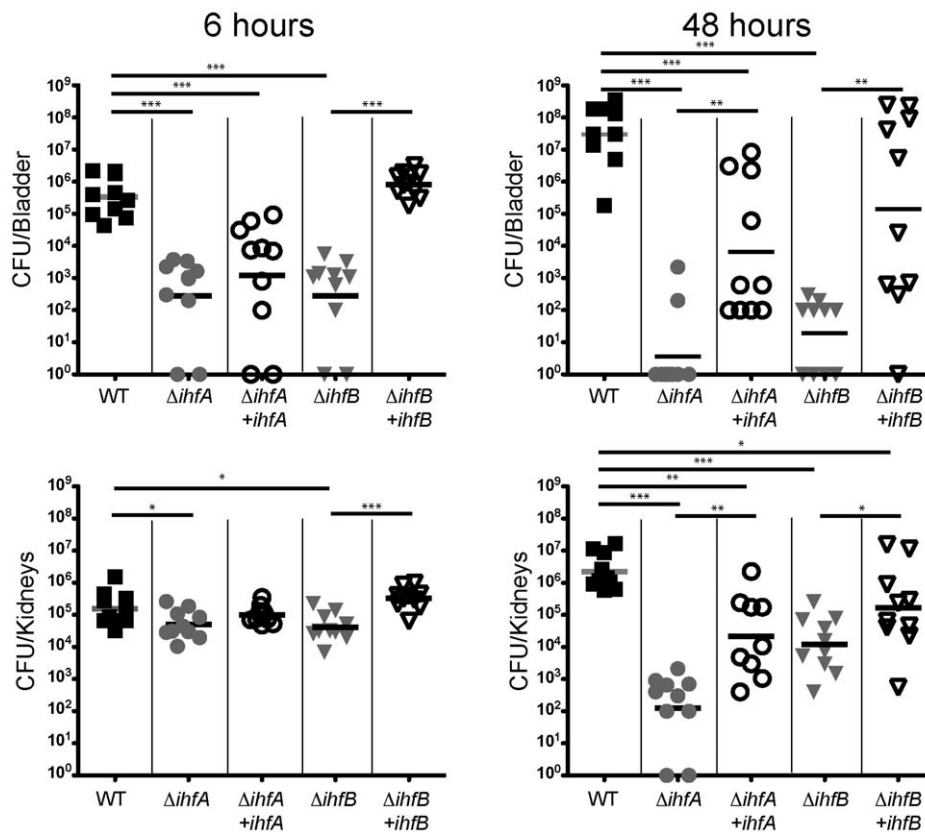 6 hours
48 hours
***
***
***
***
CFU/Bladder
10⁹
10⁸
10⁷
10⁶
10⁵
10⁴
10³
10²
10¹
10⁰
WT
ΔihfA
ΔihfA
+ihfA
ΔihfB
ΔihfB
+ihfB
***
***
***
**
**
CFU/Bladder
10⁹
10⁸
10⁷
10⁶
10⁵
10⁴
10³
10²
10¹
10⁰
WT
ΔihfA
ΔihfA
+ihfA
ΔihfB
ΔihfB
+ihfB
*
*
***
CFU/Kidneys
10⁹
10⁸
10⁷
10⁶
10⁵
10⁴
10³
10²
10¹
10⁰
WT
ΔihfA
ΔihfA
+ihfA
ΔihfB
ΔihfB
+ihfB
*
***
**
***
**
*
CFU/Kidneys
10⁹
10⁸
10⁷
10⁶
10⁵
10⁴
10³
10²
10¹
10⁰
WT
ΔihfA
ΔihfA
+ihfA
ΔihfB
ΔihfB
+ihfB